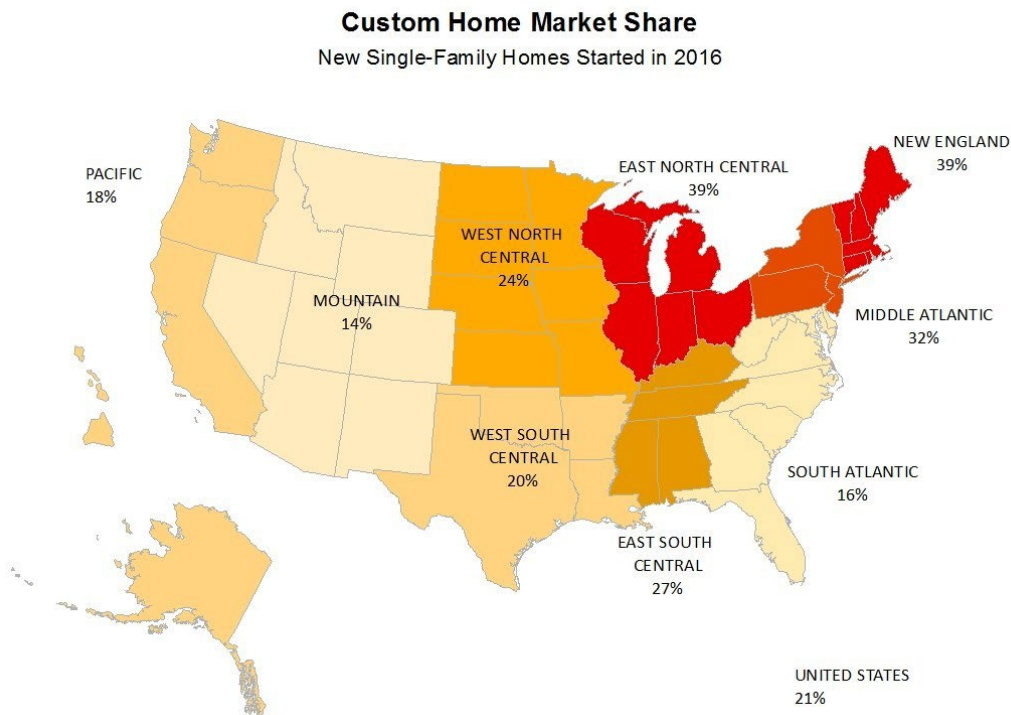 Custom Home Market Share
New Single-Family Homes Started in 2016
NEW ENGLAND
39%
EAST NORTH CENTRAL
39%
PACIFIC
18%
WEST NORTH
CENTRAL
24%
MOUNTAIN
14%
MIDDLE ATLANTIC
32%
WEST SOUTH
CENTRAL
20%
SOUTH ATLANTIC
16%
EAST SOUTH
CENTRAL
27%
UNITED STATES
21%